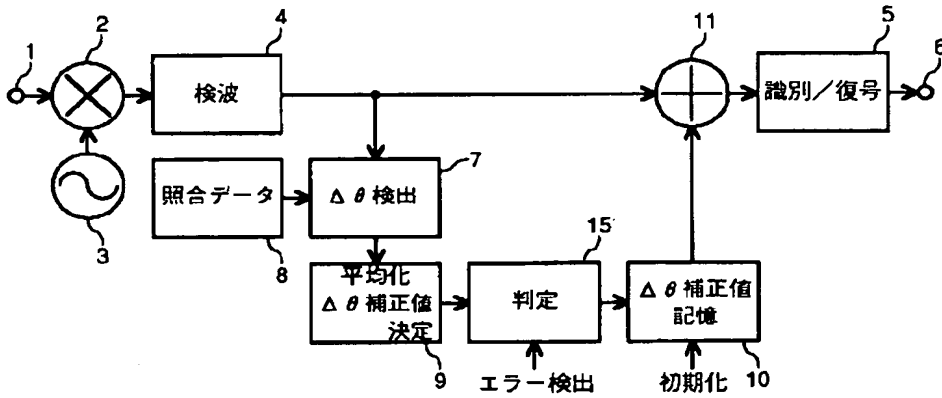 1
2
4
11
5
6
検波
識別/復号
3
照合データ
8
Δθ検出
7
平均化
Δθ補正値
決定
9
判定
15
エラー検出
Δθ補正値
記憶
10
初期化